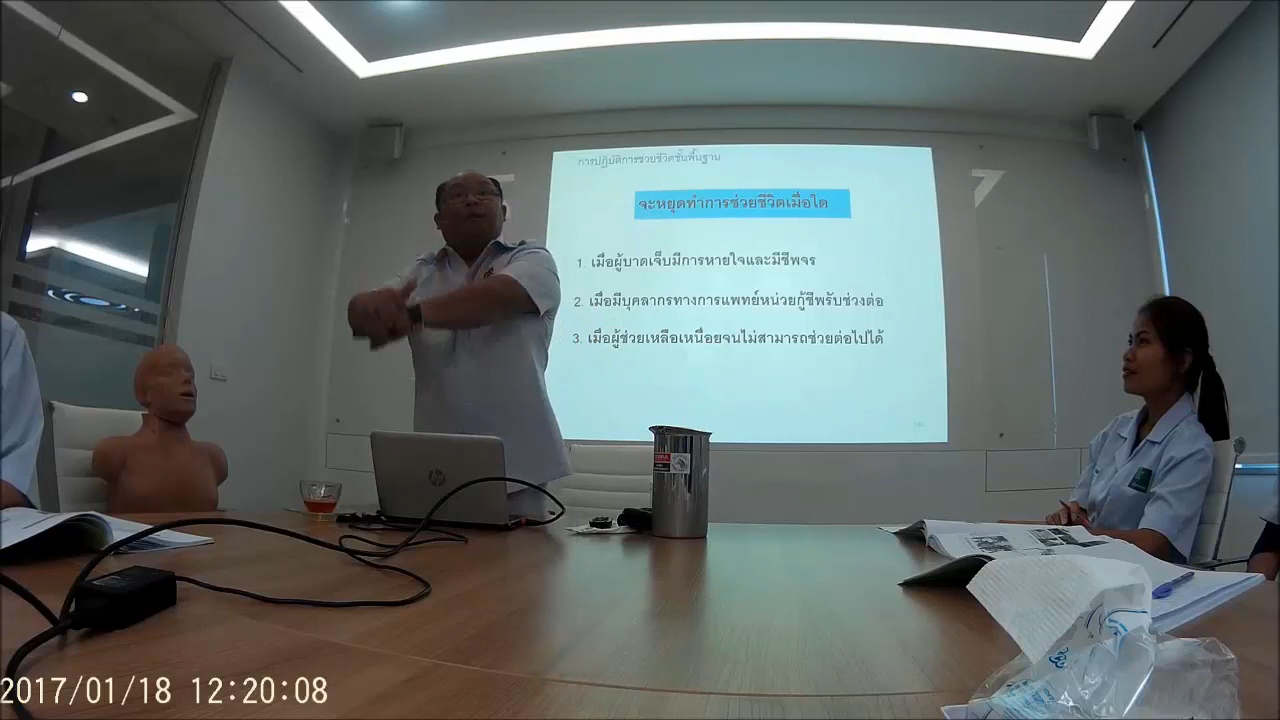 การปฏิบัติการช่วยชีวิตขั้นพื้นฐาน
จะหยุดทำการช่วยชีวิตเมื่อใด
1. เมื่อผู้บาดเจ็บมีการหายใจและมีชีพจร
2. เมื่อมีบุคลากรทางการแพทย์หน่วยกู้ชีพรับช่วงต่อ
3. เมื่อผู้ช่วยเหลือเหนื่อยจนไม่สามารถช่วยต่อไปได้
hp
2017/01/18 12:20:08